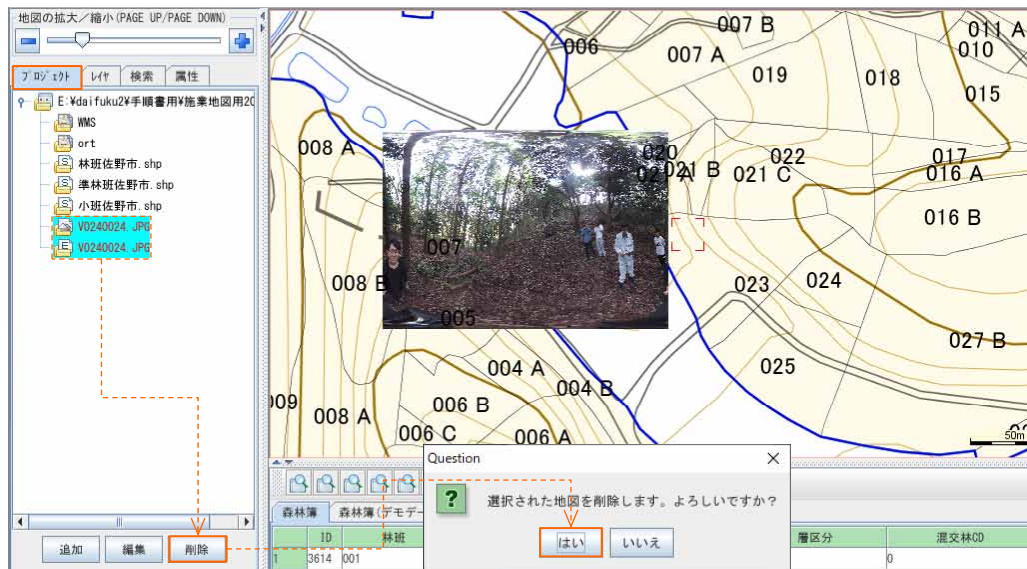 地図の拡大／縮小(PAGE UP/PAGE DOWN)
プロジェクト レイヤ 検索 属性
E:¥daifuku2¥手順書用¥施業地図用20
WMS
ort
林班佐野市.shp
準林班佐野市.shp
小班佐野市.shp
V0240024.JPG
V0240024.JPG
追加 編集 削除
006
007 B
007 A
019
018
011 A
010
015
008 A
020
021 B
021 C
022
017
016 A
016 B
007
008 B
005
023
024
025
027 B
004 A
004 B
009
008 A
006 B
006 C
006 A
50m
Question
選択された地図を削除します。よろしいですか？
はい いいえ
森林簿 森林簿(デモデー
ID 林班 層区分 混交林CD
1 3614 001 0